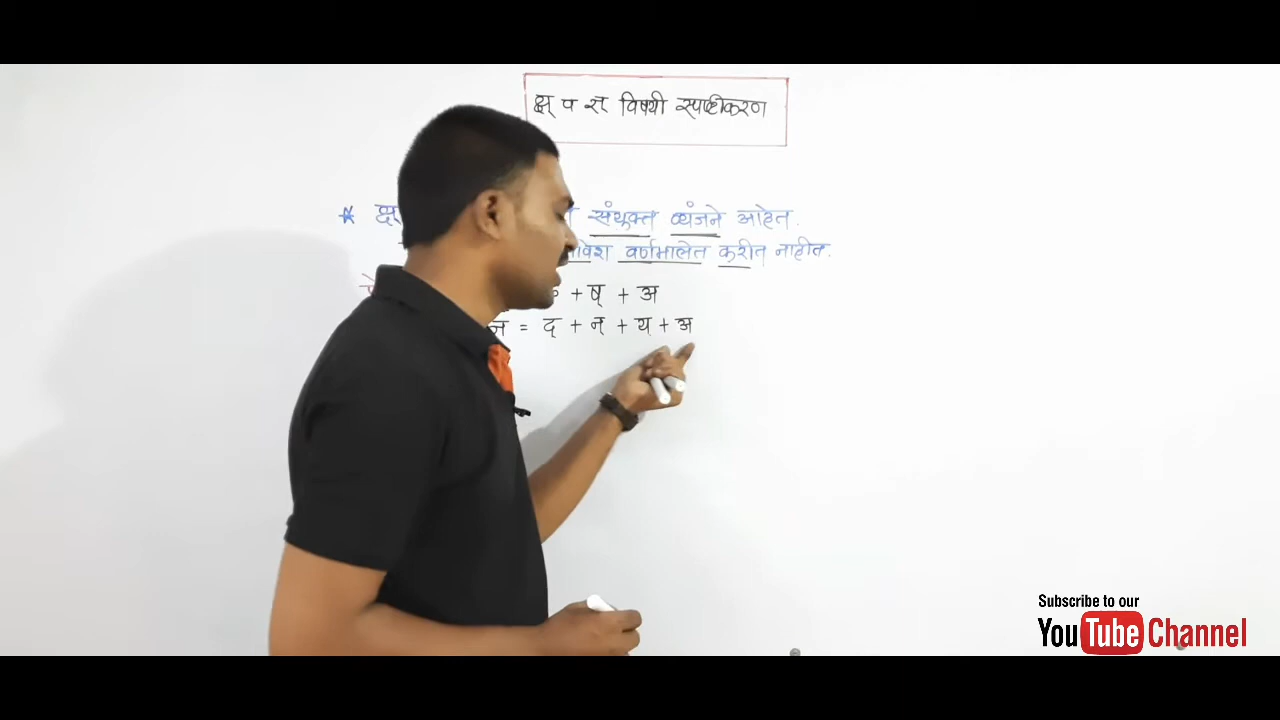 क्ष् व ज्ञ् विषयी स्पष्टीकरण
* क्ष् संयुक्त व्यंजने आहेत.
वर्णमालेत करीत नाहीत.
+ ष् + अ
ज्ञ = द् + न् + य + अ
Subscribe to our
YouTube Channel